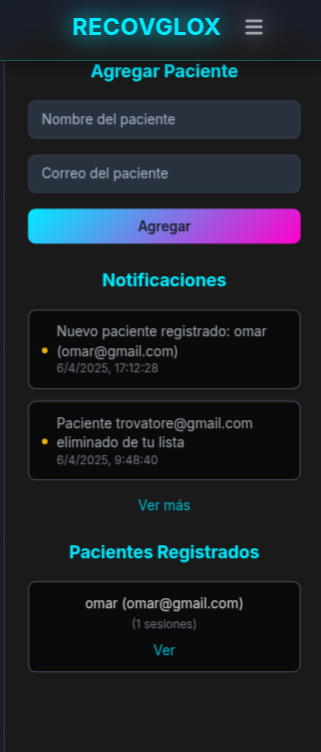 RECOVGLOX
Agregar Paciente
Nombre del paciente
Correo del paciente
Agregar
Notificaciones
Nuevo paciente registrado: omar
(omar@gmail.com)
6/4/2025, 17:12:28
Paciente trovatore@gmail.com
eliminado de tu lista
6/4/2025, 9:48:40
Ver más
Pacientes Registrados
omar (omar@gmail.com)
(1 sesiones)
Ver